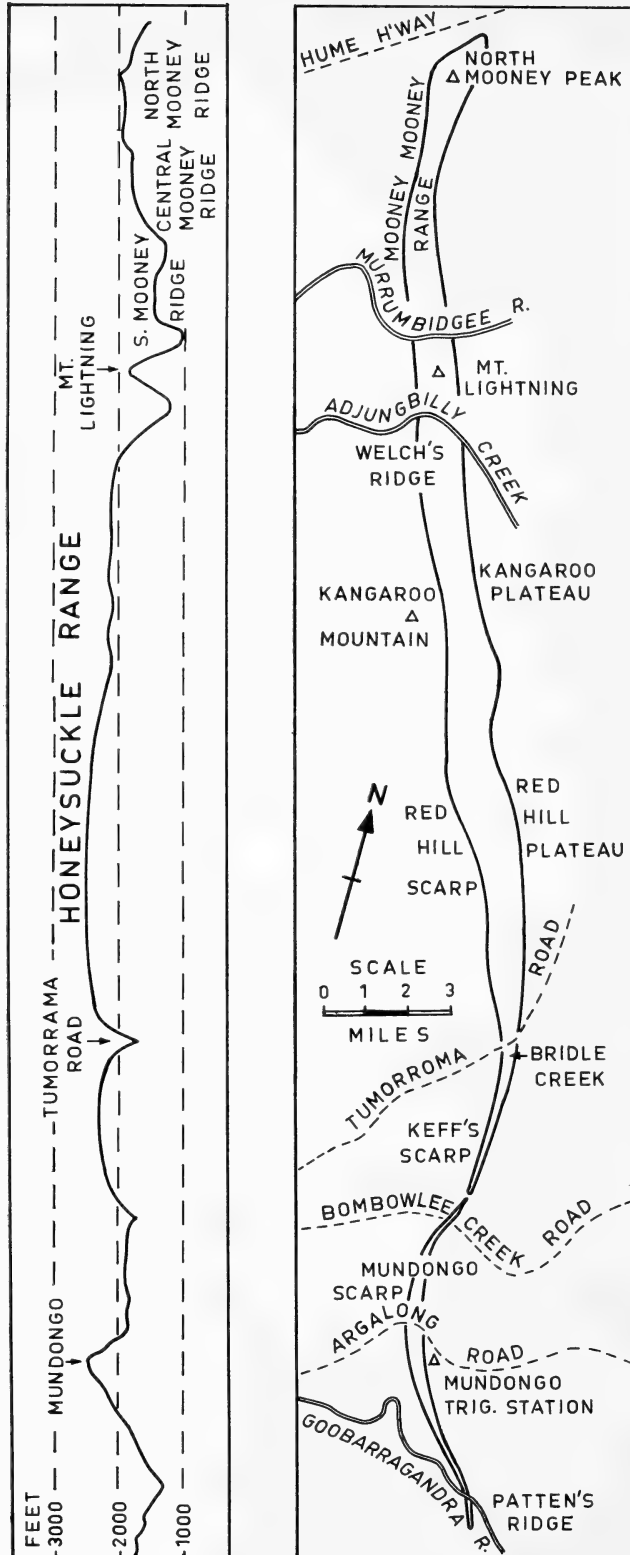 NORTH
MOONEY
RIDGE
CENTRAL
MOONEY
RIDGE
S. MOONEY
RIDGE
MT.
LIGHTNING
HONEYSUCKLE RANGE
TUMORRAMA
ROAD
MUNDONGO
FEET
3000
2000
1000
HUME H'WAY
NORTH
MOONEY PEAK
MOONEY MOONEY
RANGE
MURRUMBIDGEE R.
MT.
LIGHTNING
ADJUNGBILLY
CREEK
WELCH'S
RIDGE
KANGAROO
PLATEAU
KANGAROO
MOUNTAIN
N
RED
HILL
SCARP
RED
HILL
PLATEAU
SCALE
0 1 2 3
MILES
TUMORROMA ROAD
BRIDLE
CREEK
KEFF'S
SCARP
BOMBOWLEE CREEK ROAD
MUNDONGO
SCARP
ARGALONG ROAD
MUNDONGO
TRIG. STATION
GOOBARRAGANDRA R.
PATTEN'S
RIDGE